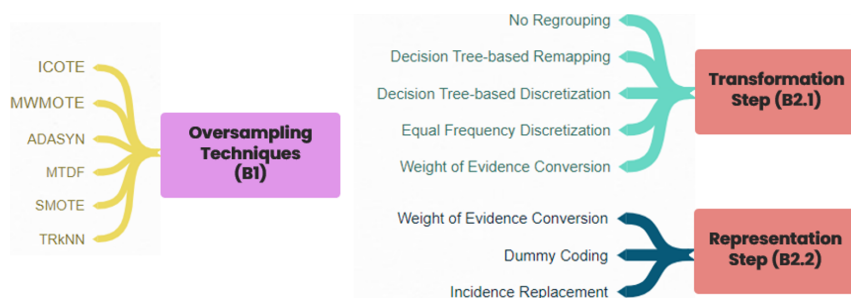 ICOTE
MWMOTE
ADASYN
MTDF
SMOTE
TRkNN
Oversampling
Techniques
(B1)
No Regrouping
Decision Tree-based Remapping
Decision Tree-based Discretization
Equal Frequency Discretization
Weight of Evidence Conversion
Transformation
Step (B2.1)
Weight of Evidence Conversion
Dummy Coding
Incidence Replacement
Representation
Step (B2.2)